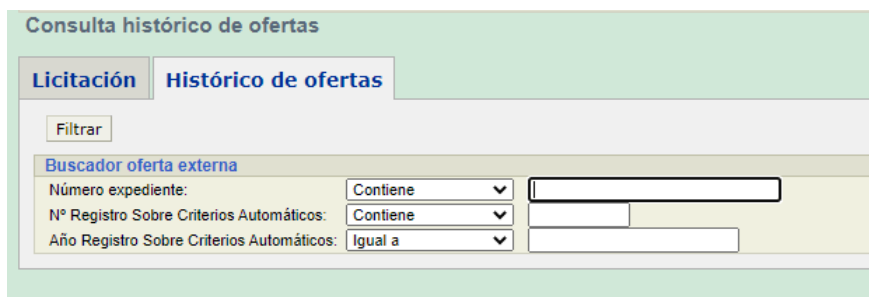 Consulta histórico de ofertas
Licitación Histórico de ofertas
Filtrar
Buscador oferta externa
Número expediente: Contiene
Nº Registro Sobre Criterios Automáticos: Contiene
Año Registro Sobre Criterios Automáticos: Igual a